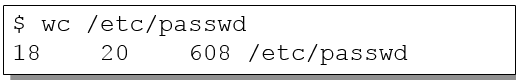 $ wc /etc/passwd
18    20    608 /etc/passwd